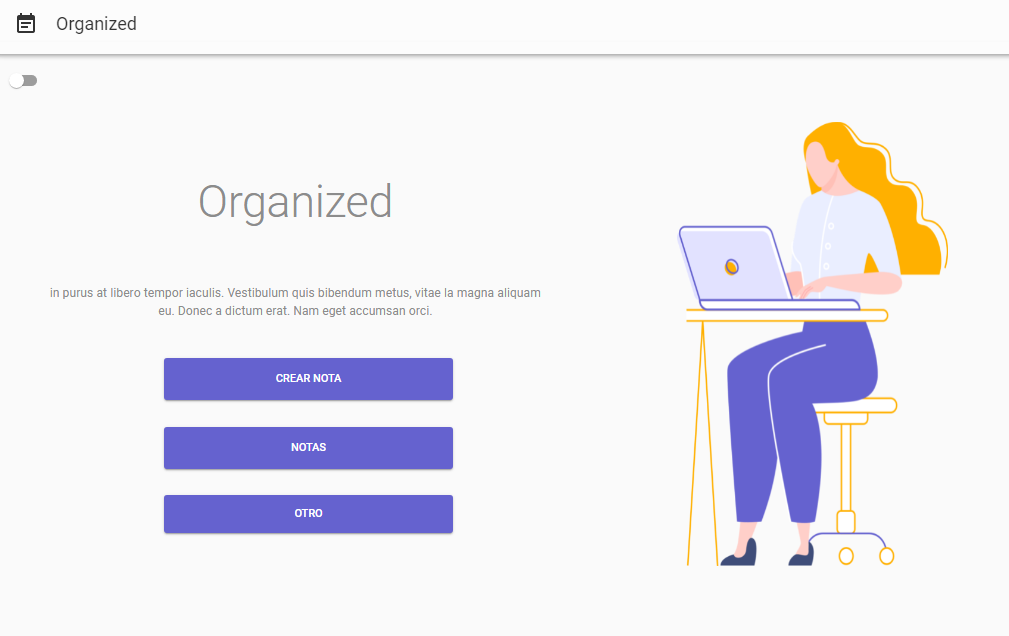 Organized
Organized
in purus at libero tempor iaculis. Vestibulum quis bibendum metus, vitae la magna aliquam
eu. Donec a dictum erat. Nam eget accumsan orci.
CREAR NOTA
NOTAS
OTRO